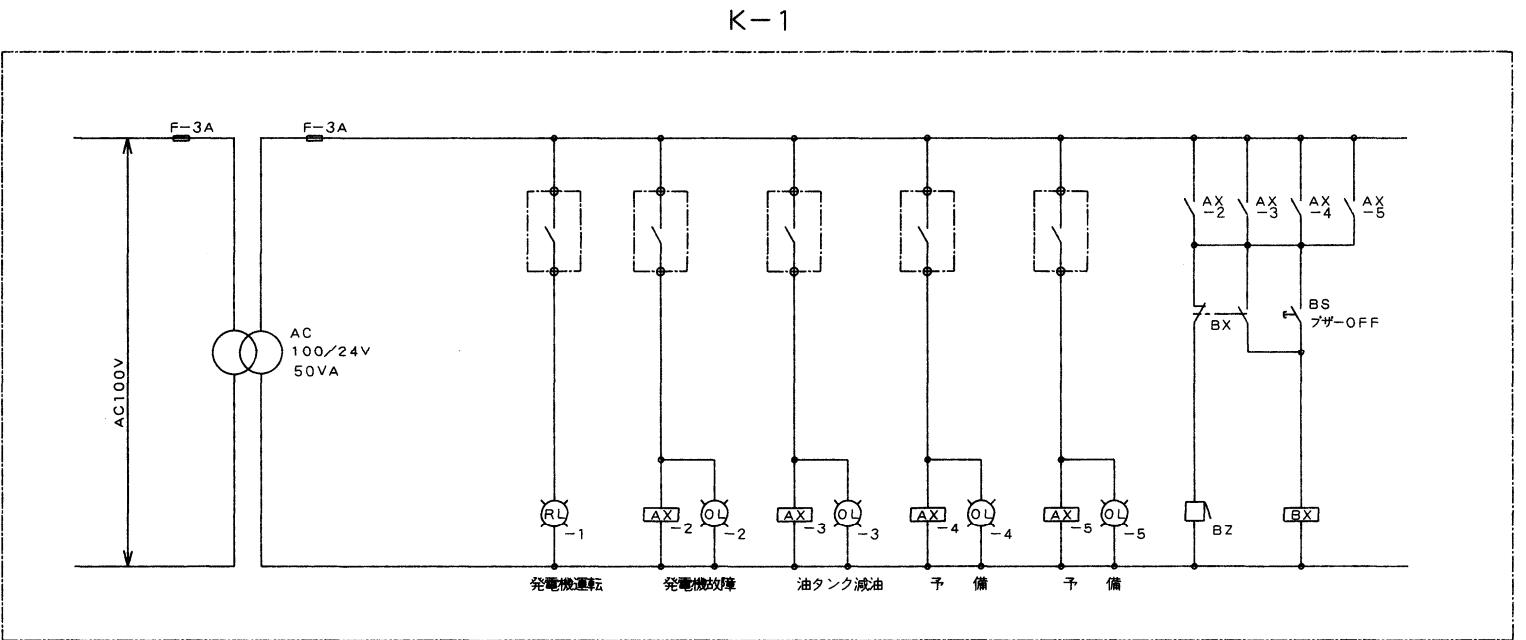 K-1
F-3A
F-3A
AC100V
AC
100/24V
50VA
AX
-2
AX
-3
AX
-4
AX
-5
BX
BS
ブザーOFF
RL
-1
AX
-2
OL
-2
AX
-3
OL
-3
AX
-4
OL
-4
AX
-5
OL
-5
BZ
BX
発電機運転
発電機故障
油タンク減油
予 備
予 備